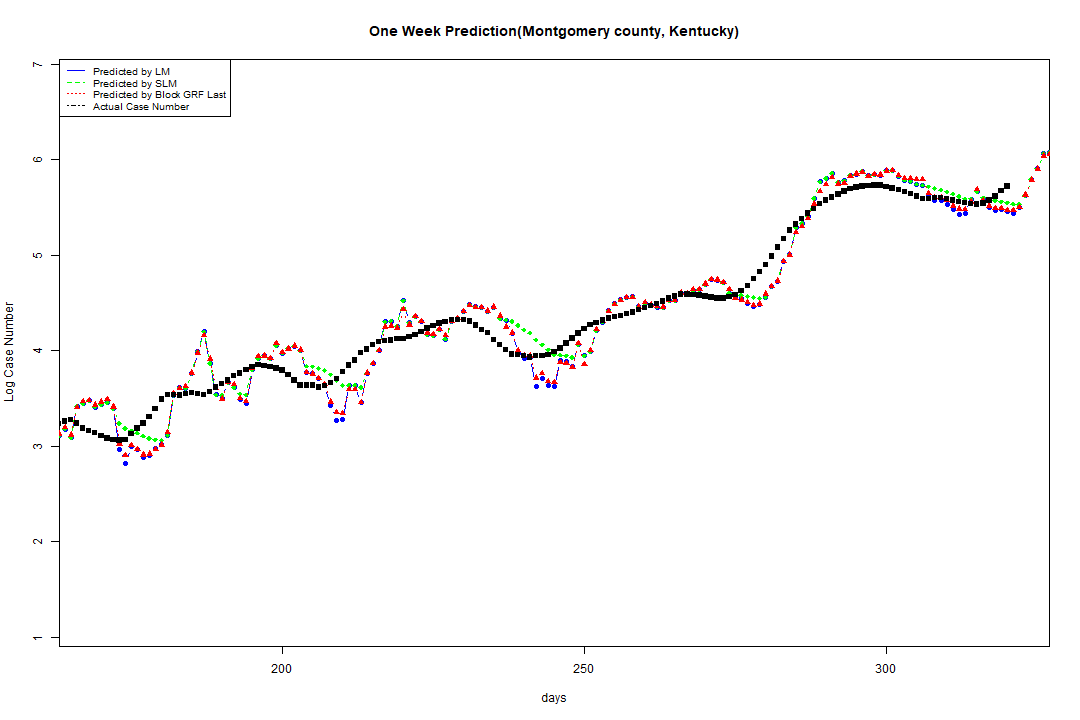 One Week Prediction(Montgomery county, Kentucky)
Predicted by LM
Predicted by SLM
Predicted by Block GRF Last
Actual Case Number
7
6
5
4
3
2
1
Log Case Number
200 250 300
days